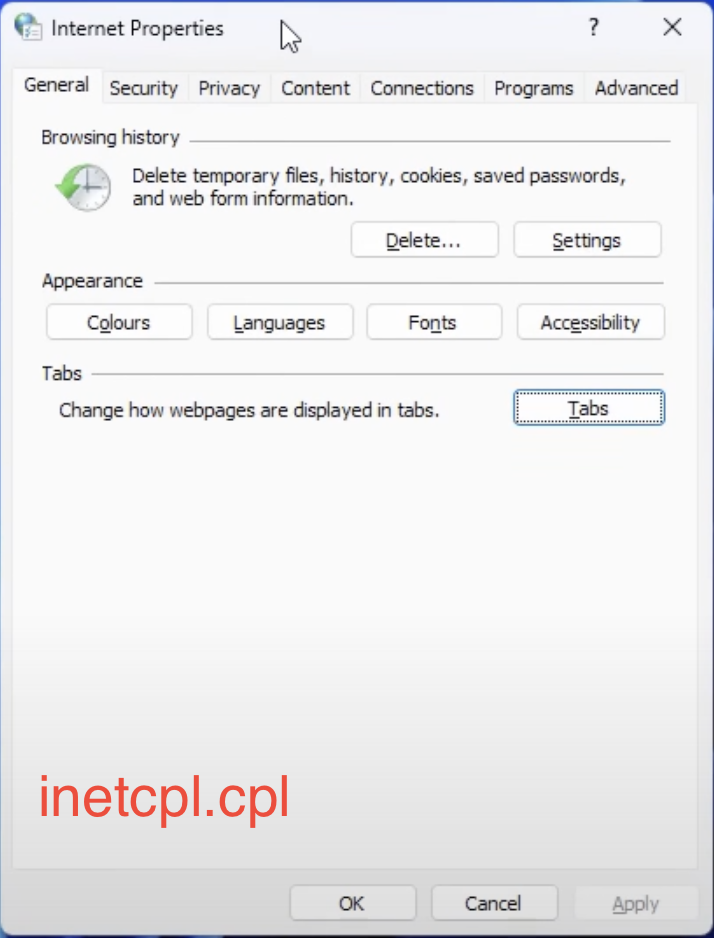 Internet Properties ?
General Security Privacy Content Connections Programs Advanced
Browsing history
Delete temporary files, history, cookies, saved passwords,
and web form information.
Delete... Settings
Appearance
Colours Languages Fonts Accessibility
Tabs
Change how webpages are displayed in tabs. Tabs
inetcpl.cpl
OK Cancel Apply